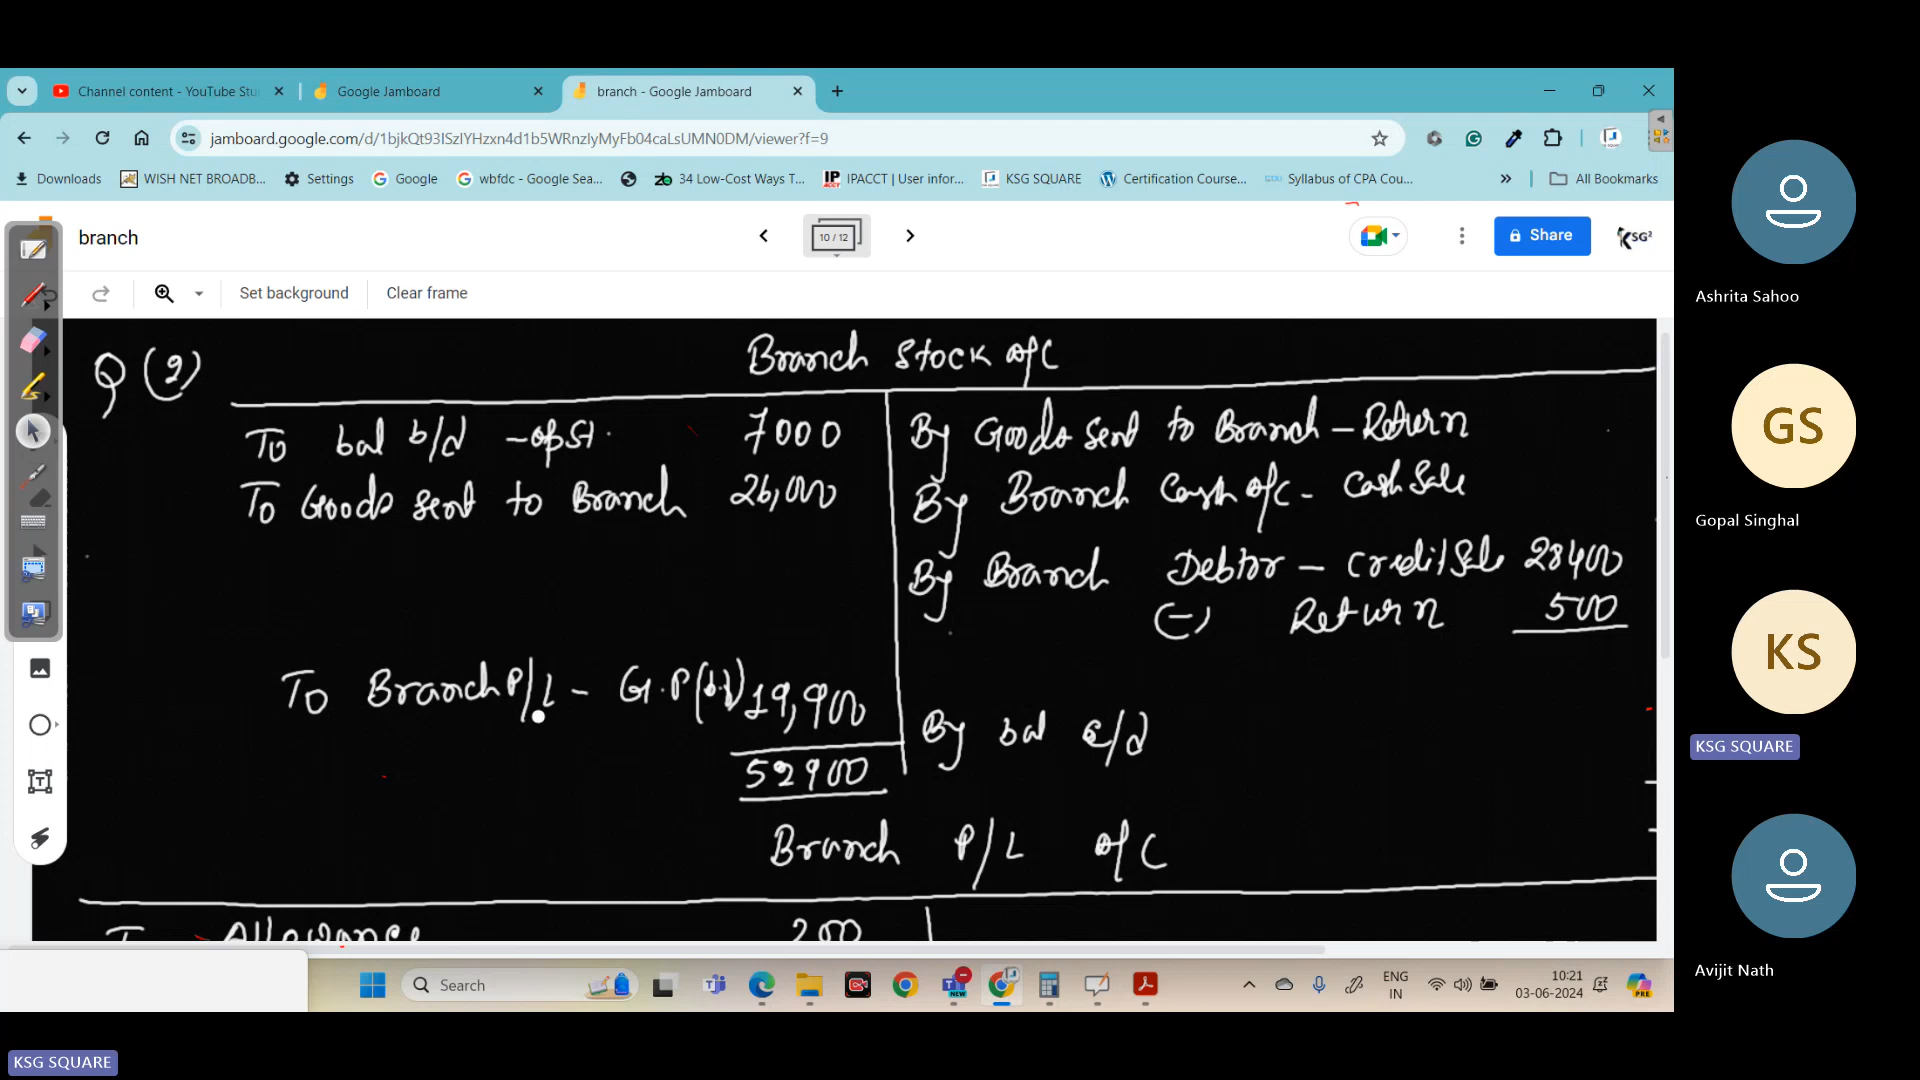 Channel content - YouTube Stu
Google Jamboard
branch - Google Jamboard
jamboard.google.com/d/1bjkQt93ISzIYHzxn4d1b5WRnzIyMyFb04caLsUMN0DM/viewer?f=9
Downloads
WISH NET BROADB...
Settings
Google
wbfdc - Google Sea...
34 Low-Cost Ways T...
IPACCT | User infor...
KSG SQUARE
Certification Course...
Syllabus of CPA Cou...
All Bookmarks
branch
10 / 12
Share
KSG²
Set background
Clear frame
Q (2)
Branch Stock A/C
To bal b/d - op St. 7000
To Goods Sent to Branch 26,000
To Branch P/L - G.P (b.f) 19,900
52900
By Goods Sent to Branch - Return
By Branch Cash A/C - Cash Sale
By Branch Debtor - Credit Sale 28400
(-) Return 500
By bal c/d
Branch P/L A/C
To Allowance 200
Search
ENG
IN
10:21
03-06-2024
Ashrita Sahoo
GS
Gopal Singhal
KS
KSG SQUARE
Avijit Nath
KSG SQUARE